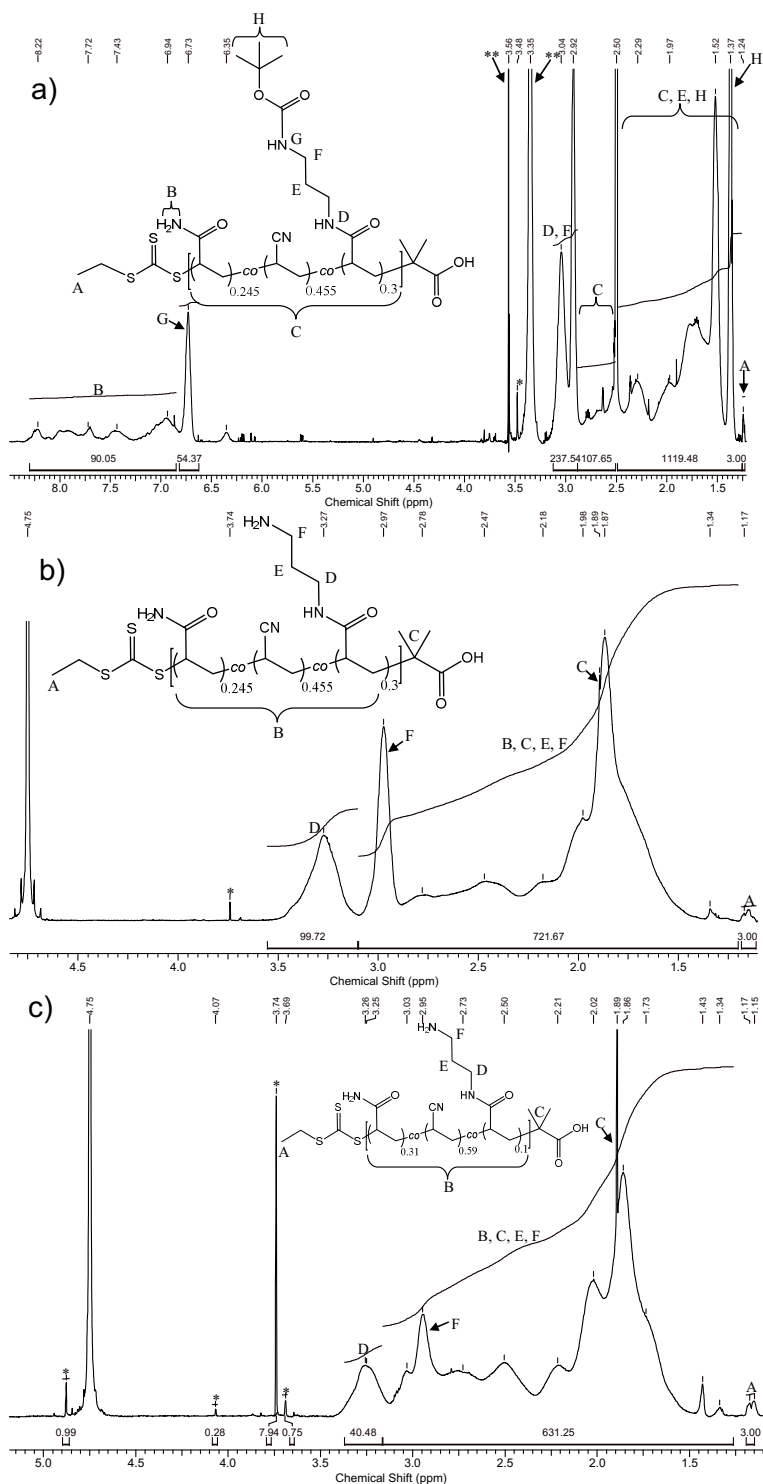 H
8.22 7.72 7.43 6.94 6.73 6.35 3.56 3.48 3.35 3.04 2.92 2.50 2.29 1.97 1.52 1.37 1.24
** **
a)
H
O O
HN G
F
E
C, E, H
B
H2N O
HN D O
D, F
CN
S
S S
A
co co
0.245 0.455 0.3
OH
O
C
C
G
B
*
A
90.05 54.37 237.54 107.65 1119.48 3.00
8.0 7.5 7.0 6.5 6.0 5.5 5.0 4.5 4.0 3.5 3.0 2.5 2.0 1.5
Chemical Shift (ppm)
4.75 3.74 3.27 2.97 2.78 2.47 2.18 1.98 1.89 1.87 1.34 1.17
b)
H2N
F
E D
H2N O
HN O
CN
C
S
S S
A
co co
0.245 0.455 0.3
OH
O
B
C
B, C, E, F
F
D
*
A
99.72 721.67 3.00
4.5 4.0 3.5 3.0 2.5 2.0 1.5
Chemical Shift (ppm)
c)
4.75 4.07 3.74 3.69 3.26 3.25 3.03 2.95 2.73 2.50 2.21 2.02 1.89 1.86 1.73 1.43 1.34 1.17 1.15
H2N
F
E D
*
H2N O
HN O
CN
C
S
S S
A
co co
0.31 0.59 0.1
OH
O
B
C
B, C, E, F
F
D
* * *
A
0.99 0.28 7.94 0.75 40.48 631.25 3.00
5.0 4.5 4.0 3.5 3.0 2.5 2.0 1.5
Chemical Shift (ppm)